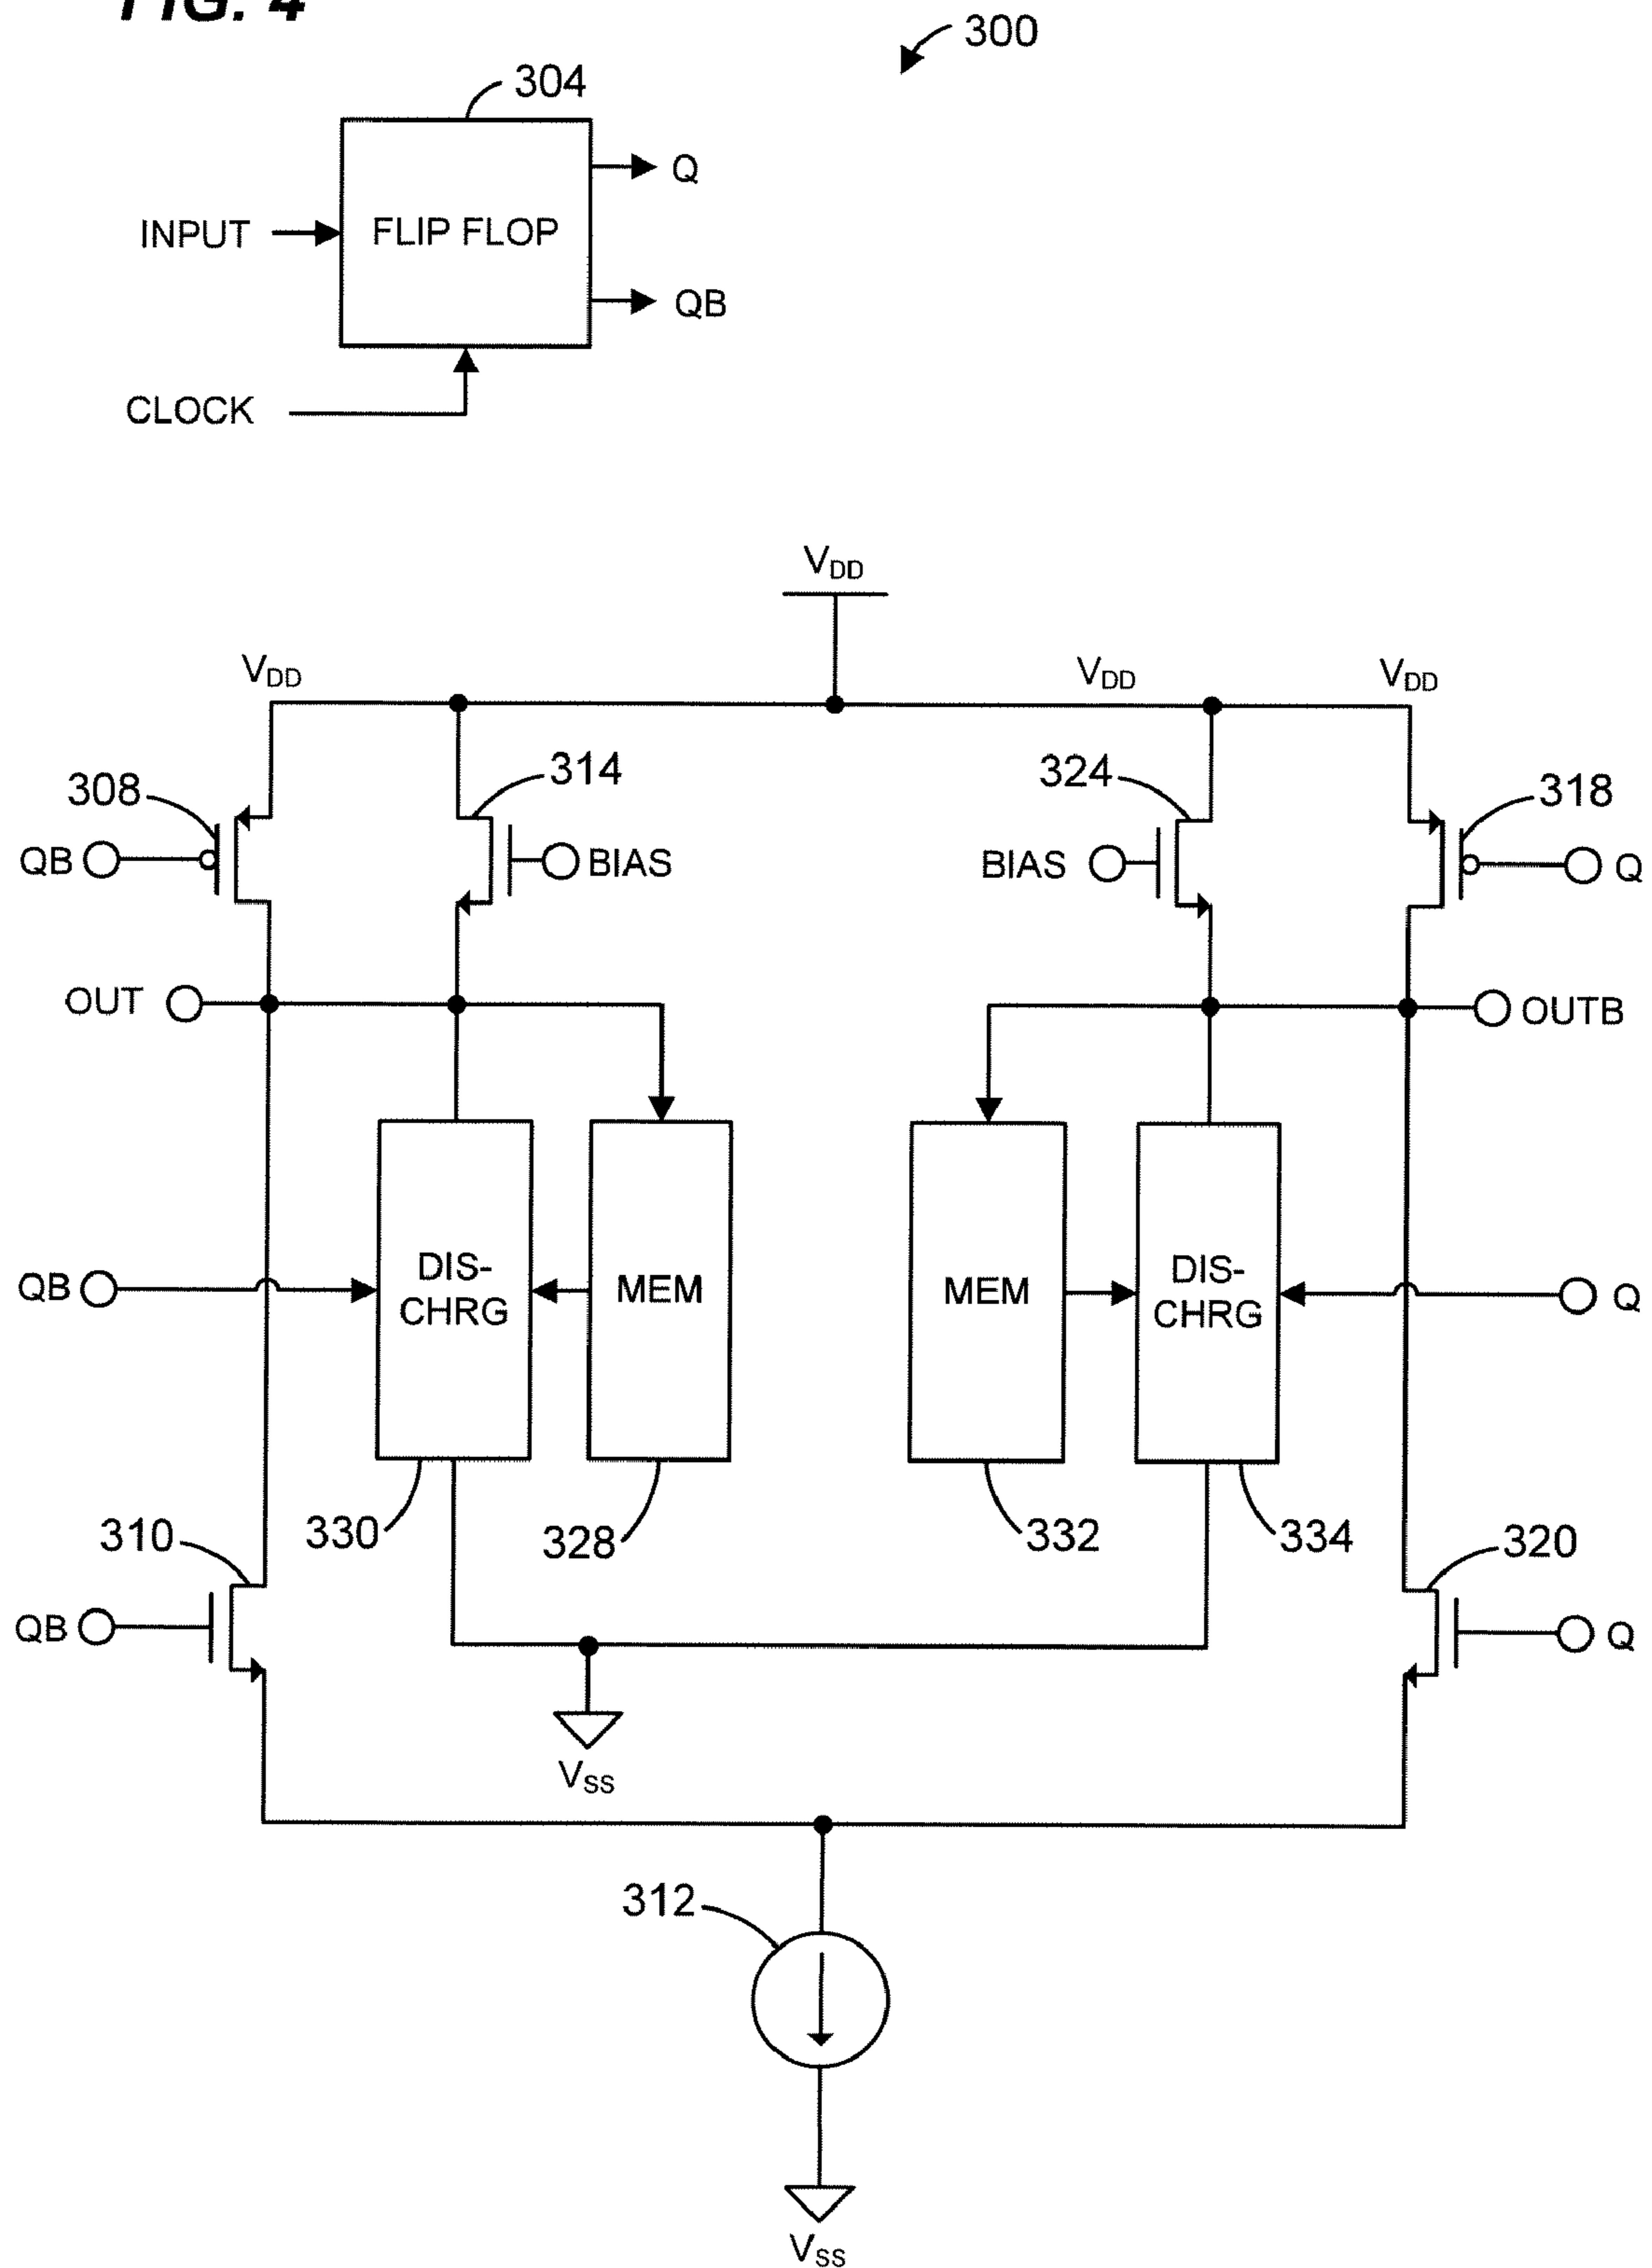 FIG. 4
300
304
Q
INPUT
FLIP FLOP
QB
CLOCK
VDD
VDD
VDD
VDD
308
314
324
318
QB
BIAS
BIAS
Q
OUT
OUTB
QB
DIS-
CHRG
MEM
MEM
DIS-
CHRG
Q
310
330
328
332
334
320
QB
Q
VSS
312
VSS